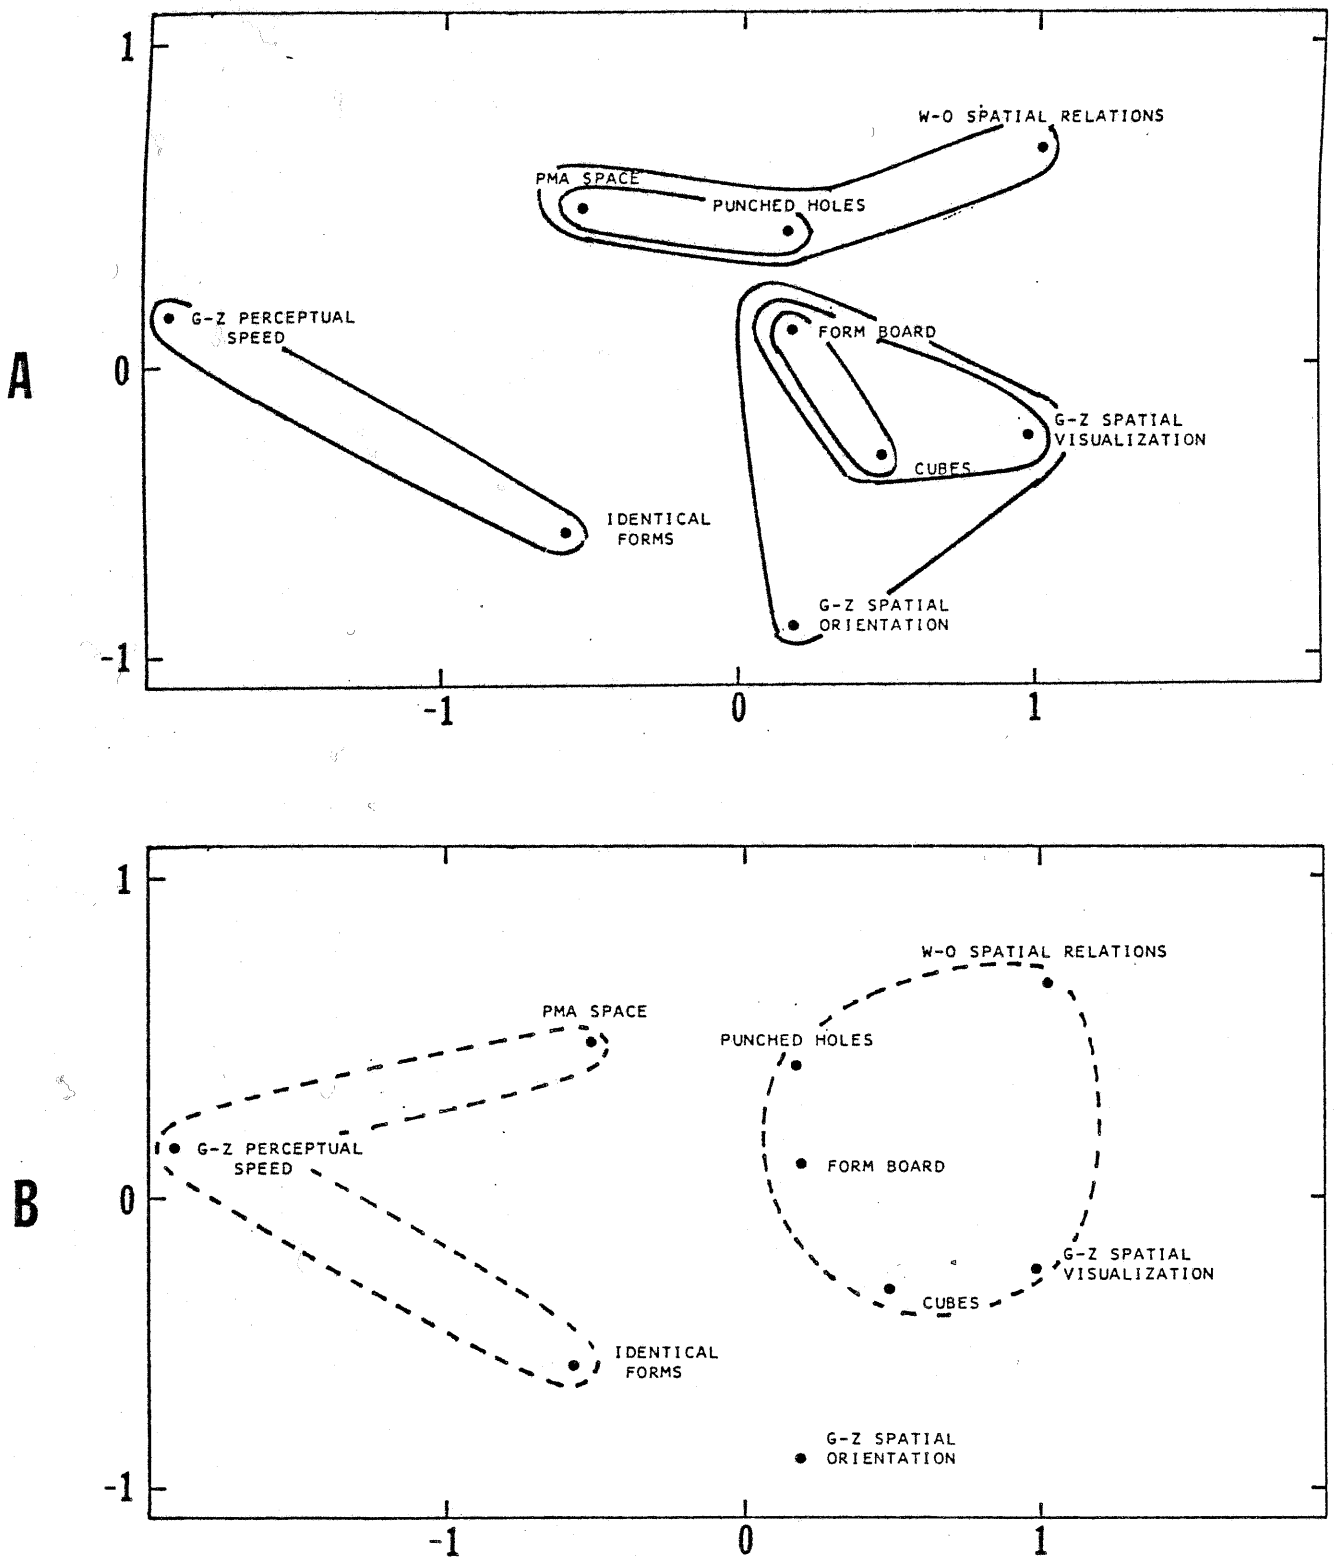 1
W-O SPATIAL RELATIONS
PMA SPACE
PUNCHED HOLES
G-Z PERCEPTUAL
SPEED
FORM BOARD
A
0
G-Z SPATIAL
VISUALIZATION
CUBES
IDENTICAL
FORMS
G-Z SPATIAL
ORIENTATION
-1
-1
0
1
1
W-O SPATIAL RELATIONS
PMA SPACE
PUNCHED HOLES
G-Z PERCEPTUAL
SPEED
FORM BOARD
B
0
G-Z SPATIAL
VISUALIZATION
CUBES
IDENTICAL
FORMS
G-Z SPATIAL
ORIENTATION
-1
-1
0
1